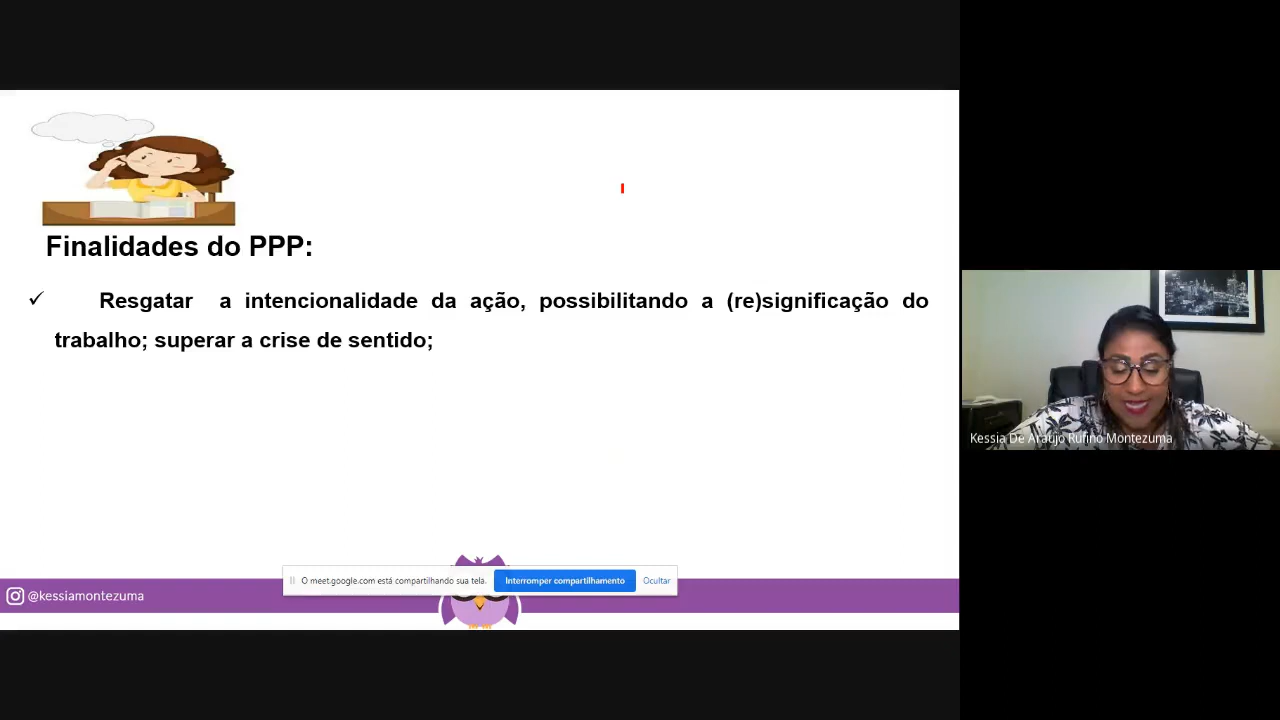 Finalidades do PPP:
✓ Resgatar a intencionalidade da ação, possibilitando a (re)significação do
trabalho; superar a crise de sentido;
Kessia De Araujo Rufino Montezuma
O meet.google.com está compartilhando sua tela.
Interromper compartilhamento
Ocultar
@kessiamontezuma